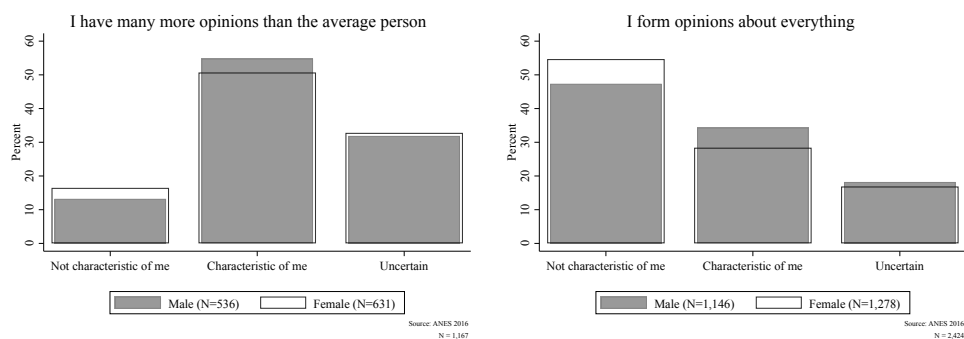 I have many more opinions than the average person
60
50
40
30
20
10
0
Percent
Not characteristic of me Characteristic of me Uncertain
Male (N=536) Female (N=631)
Source: ANES 2016
N = 1,167
I form opinions about everything
60
50
40
30
20
10
0
Percent
Not characteristic of me Characteristic of me Uncertain
Male (N=1,146) Female (N=1,278)
Source: ANES 2016
N = 2,424